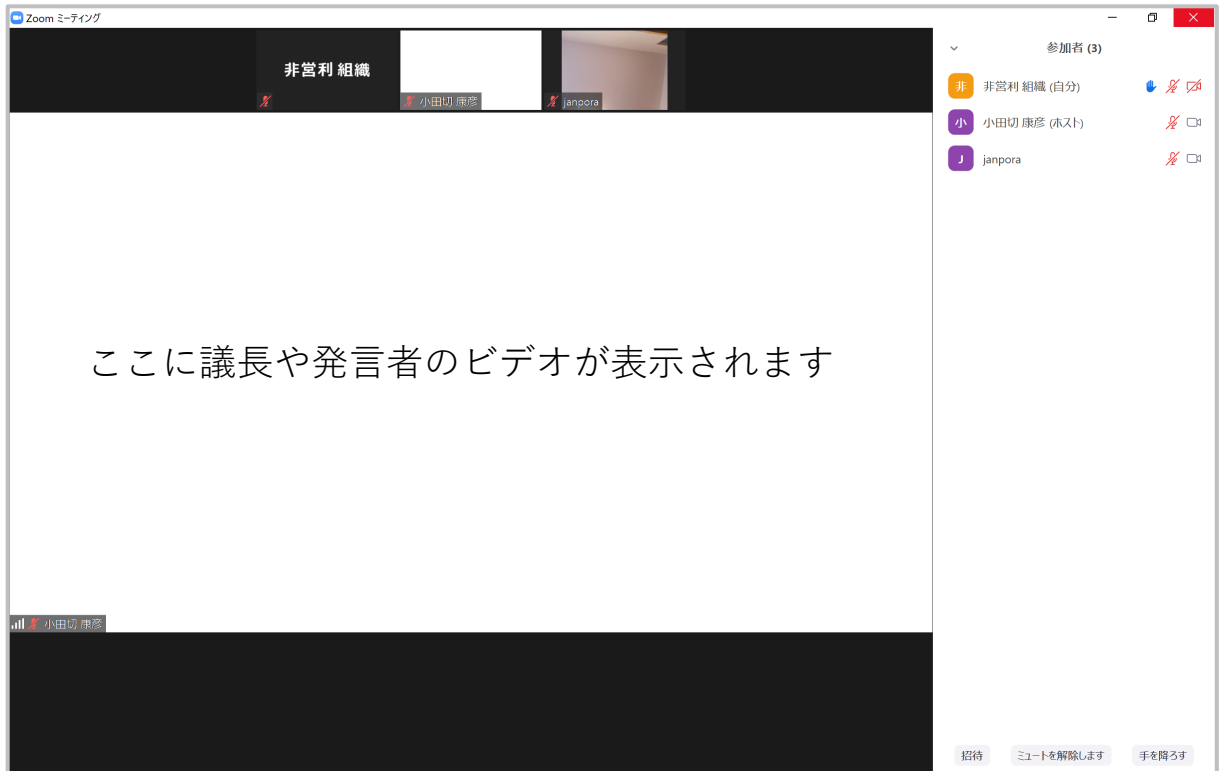 Zoom ミーティング
非営利 組織
小田切 康彦
janpora
ここに議長や発言者のビデオが表示されます
小田切 康彦
参加者 (3)
非 非営利 組織 (自分)
小 小田切 康彦 (ホスト)
J janpora
招待 ミュートを解除します 手を降ろす